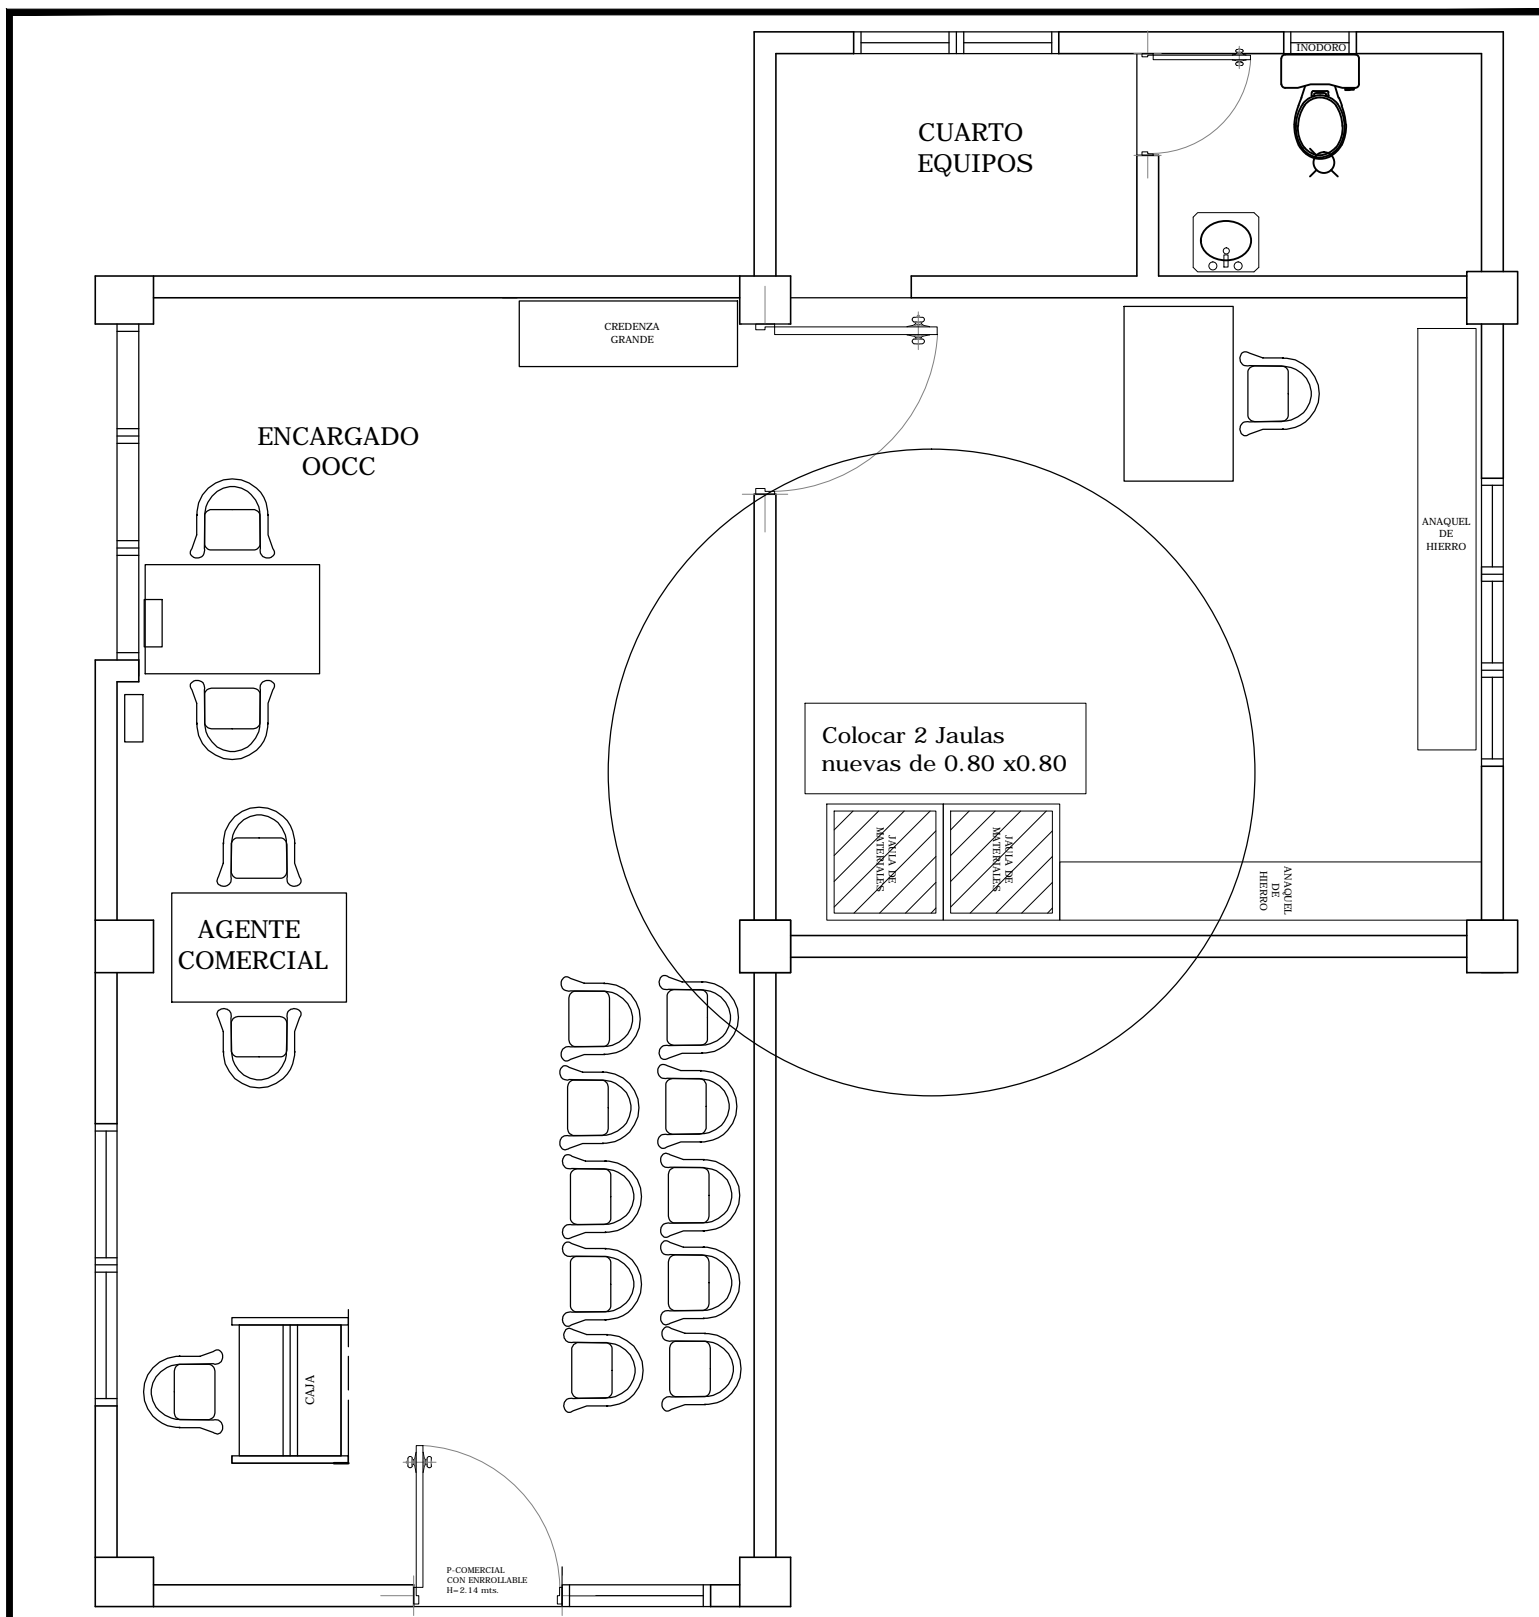 INODORO
CUARTO
EQUIPOS
CREDENZA
GRANDE
ENCARGADO
OOCC
ANAQUEL
DE
HIERRO
Colocar 2 Jaulas
nuevas de 0.80 x0.80
JAULA DE
MATERIALES
JAULA DE
MATERIALES
ANAQUEL
DE
HIERRO
AGENTE
COMERCIAL
CAJA
P-COMERCIAL
CON ENRROLLABLE
H=2.14 mts.